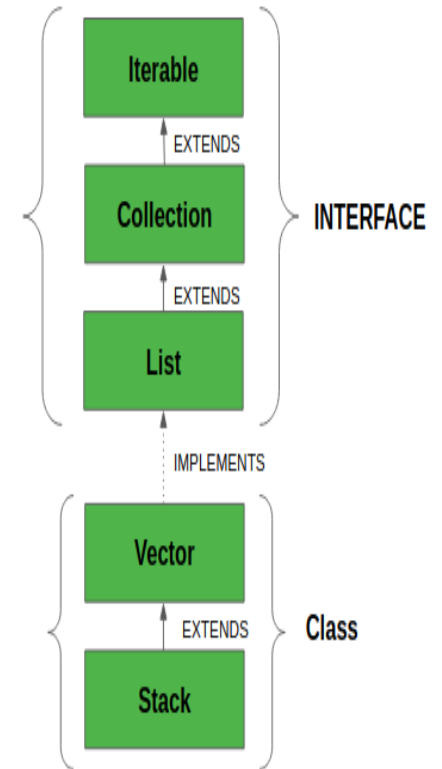 Iterable
EXTENDS
Collection
INTERFACE
EXTENDS
List
IMPLEMENTS
Vector
EXTENDS
Class
Stack